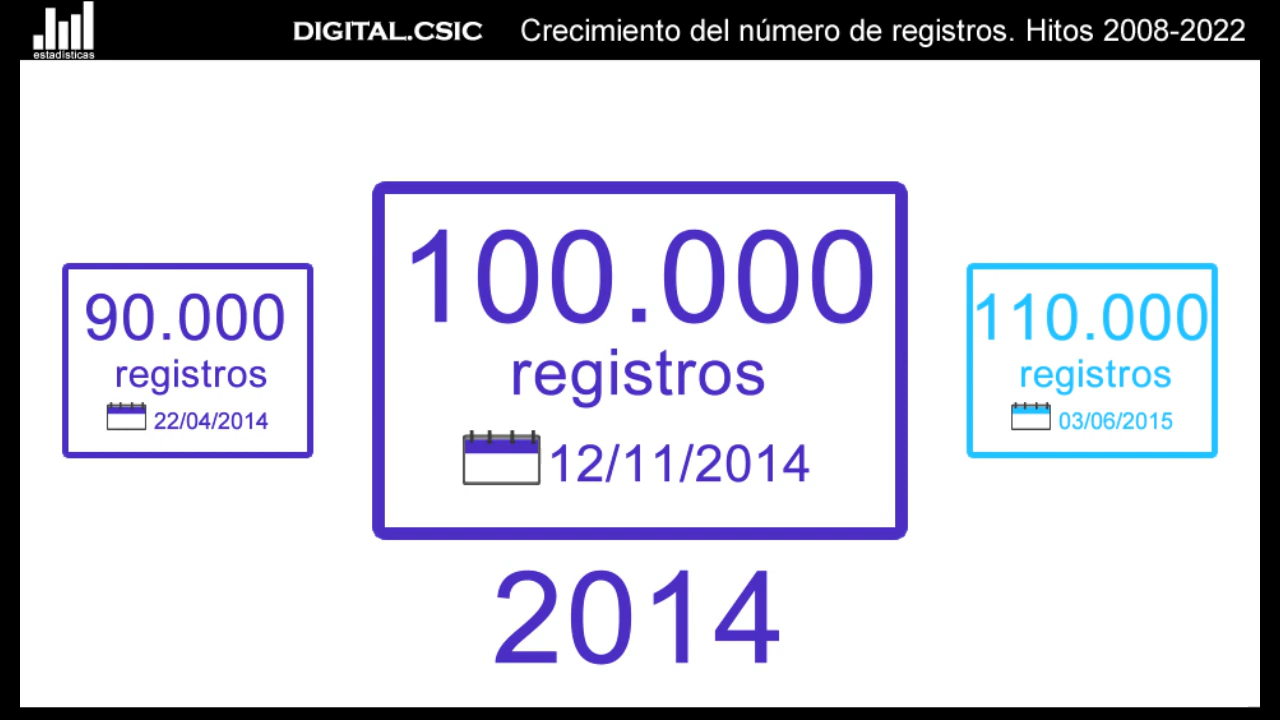 estadísticas
DIGITAL.CSIC Crecimiento del número de registros. Hitos 2008-2022
90.000
registros
22/04/2014
100.000
registros
12/11/2014
110.000
registros
03/06/2015
2014